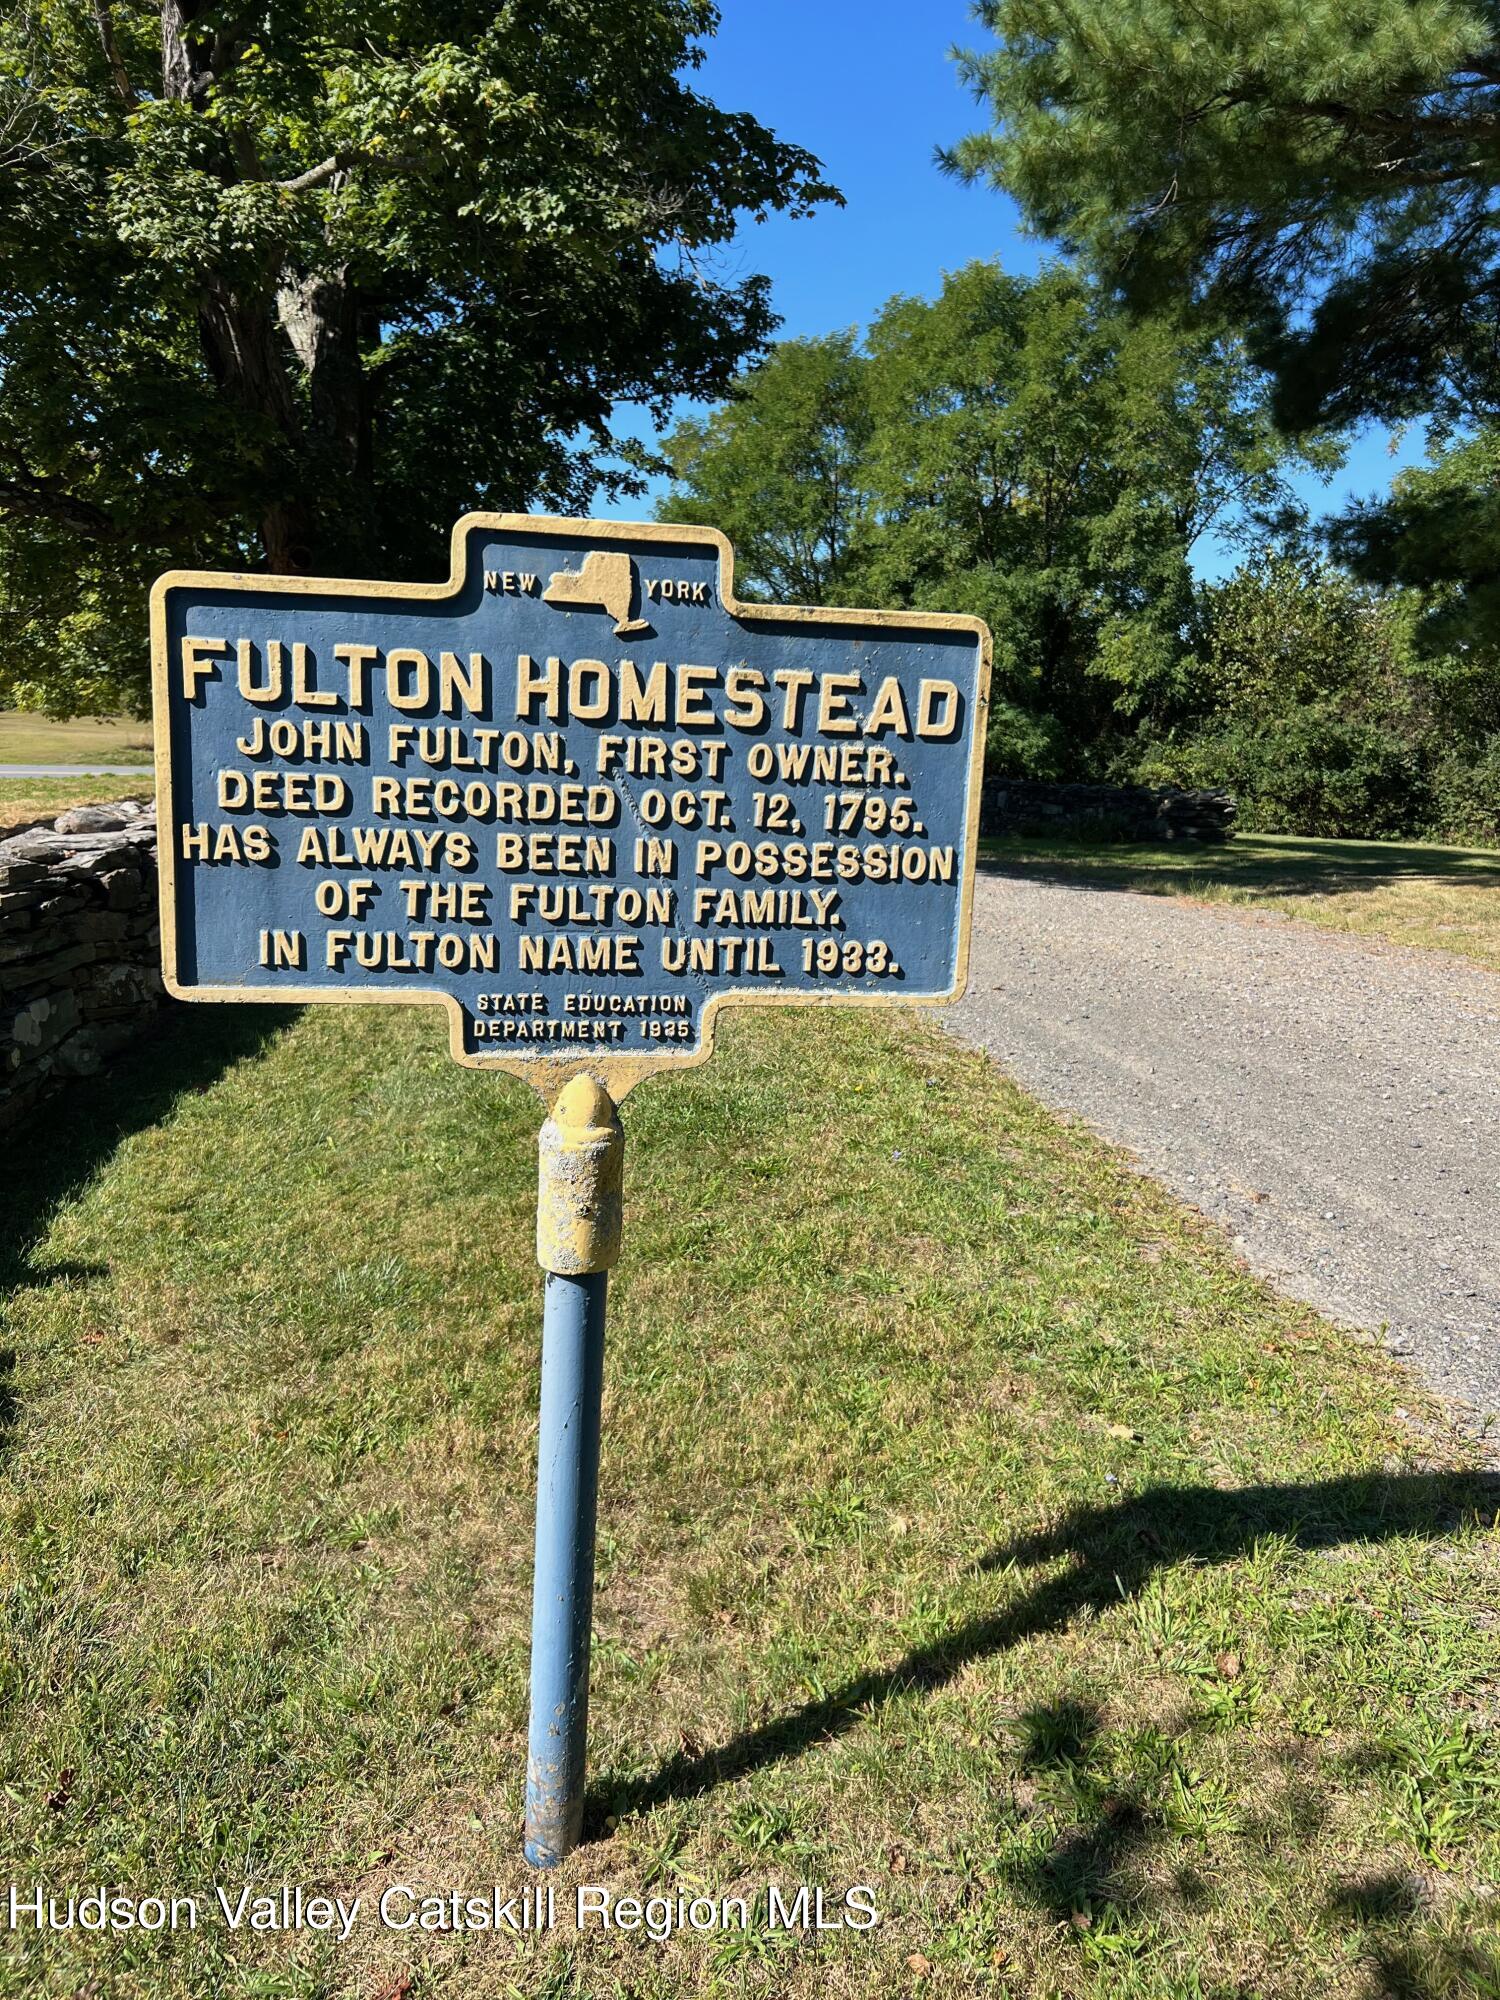 NEW YORK
FULTON HOMESTEAD
JOHN FULTON, FIRST OWNER.
DEED RECORDED OCT. 12, 1795.
HAS ALWAYS BEEN IN POSSESSION
OF THE FULTON FAMILY.
IN FULTON NAME UNTIL 1933.
STATE EDUCATION
DEPARTMENT 1935
Hudson Valley Catskill Region MLS